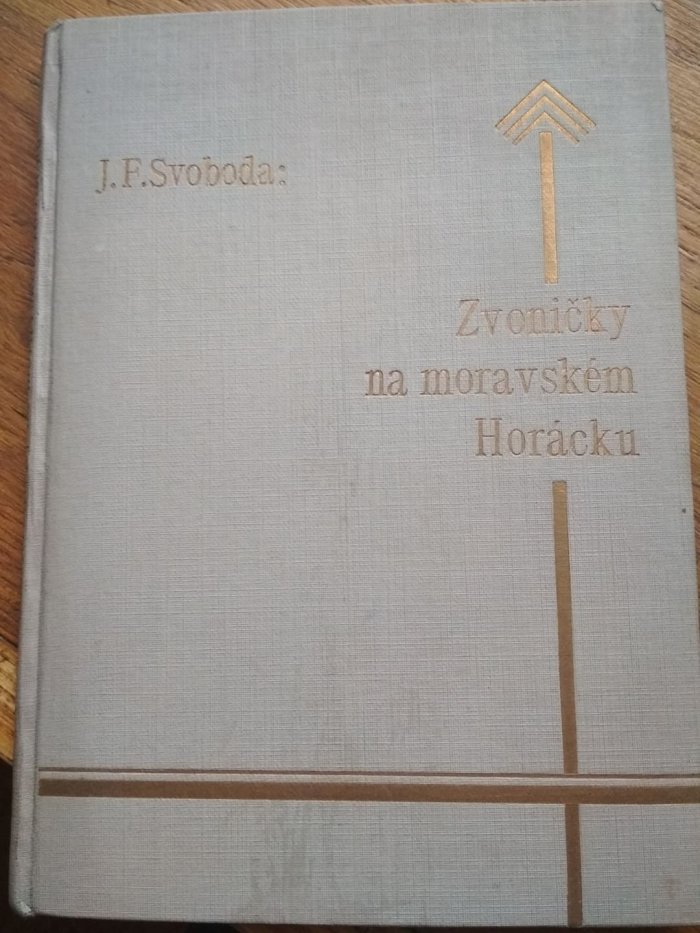 J. F. Svoboda:
Zvoničky
na moravském
Horácku